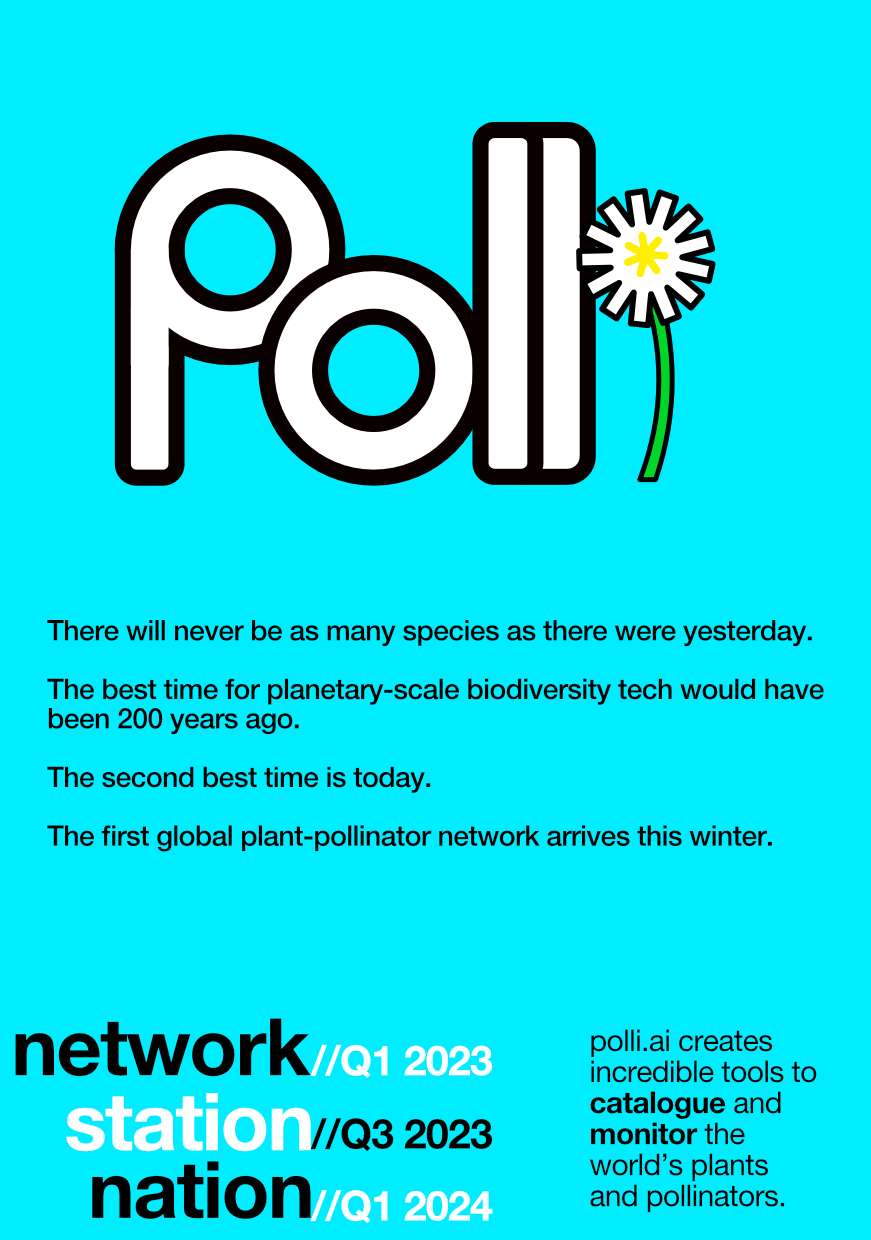 Polli
There will never be as many species as there were yesterday.
The best time for planetary-scale biodiversity tech would have
been 200 years ago.
The second best time is today.
The first global plant-pollinator network arrives this winter.
network//Q1 2023
station//Q3 2023
nation//Q1 2024
polli.ai creates
incredible tools to
catalogue and
monitor the
world’s plants
and pollinators.